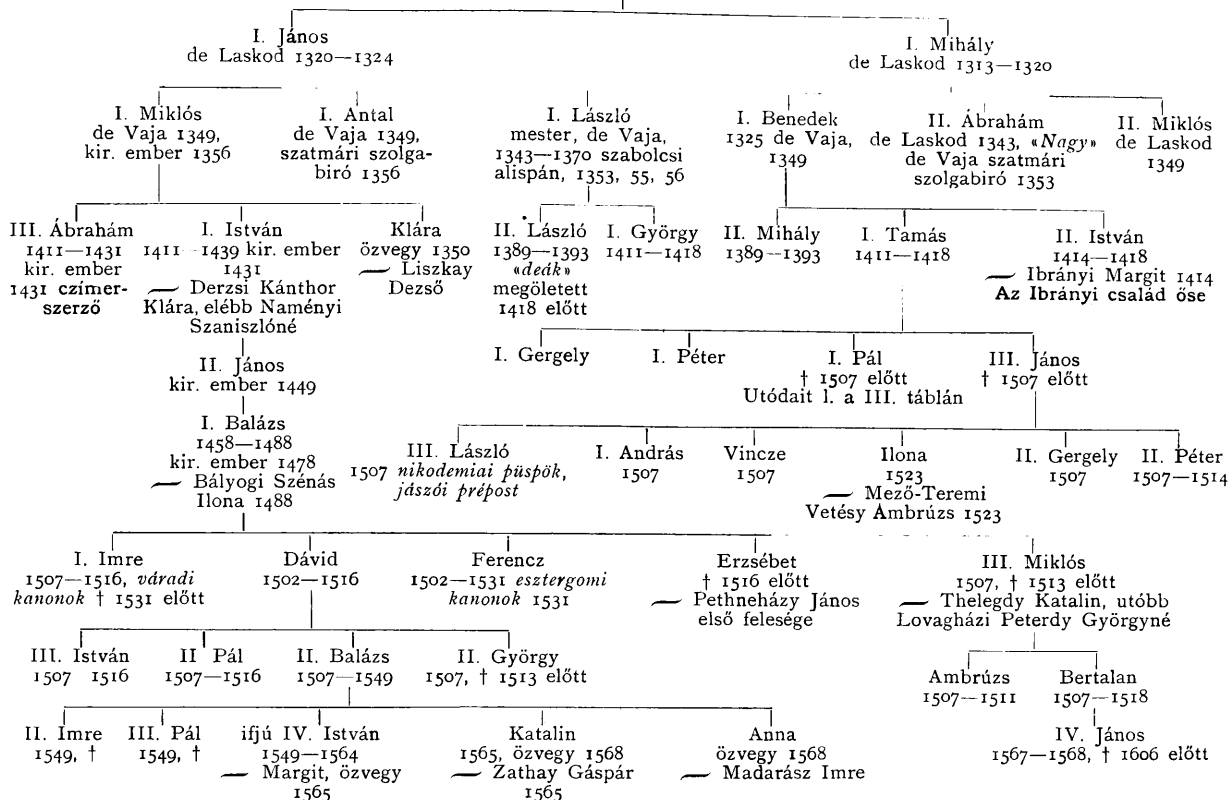 I. János
de Laskod 1320—1324
I. Mihály
de Laskod 1313—1320
I. Miklós
de Vaja 1349,
kir. ember 1356
I. Antal
de Vaja 1349,
szatmári szolga-
biró 1356
I. László
mester, de Vaja,
1343—1370 szabolcsi
alispán, 1353, 55, 56
I. Benedek
1325 de Vaja,
1349
II. Ábrahám
de Laskod 1343, «Nagy»
de Vaja szatmári
szolgabiró 1353
II. Miklós
de Laskod
1349
III. Ábrahám
1411—1431
kir. ember
1431 czímer-
szerző
I. István
1411—1439 kir. ember
1431
Derzsi Kánthor
Klára, elébb Naményi
Szaniszlóné
Klára
özvegy 1350
Liszkay
Dezső
II. László
1389—1393
«deák»
megöletett
1418 előtt
I. György
1411—1418
II. Mihály
1389—1393
I. Tamás
1411—1418
II. István
1414—1418
Ibrányi Margit 1414
Az Ibrányi család őse
I. Gergely
I. Péter
I. Pál
† 1507 előtt
Utódait l. a III. táblán
III. János
† 1507 előtt
II. János
kir. ember 1449
I. Balázs
1458—1488
kir. ember 1478
Bályogi Szénás
Ilona 1488
III. László
1507 nikodemiai püspök,
jászói prépost
I. András
1507
Vincze
1507
Ilona
1523
Mező-Teremi
Vetésy Ambrúzs 1523
II. Gergely
1507
II. Péter
1507—1514
I. Imre
1507—1516, váradi
kanonok † 1531 előtt
Dávid
1502—1516
Ferencz
1502—1531 esztergomi
kanonok 1531
Erzsébet
† 1516 előtt
Pethneházy János
első felesége
III. Miklós
1507, † 1513 előtt
Thelegdy Katalin, utóbb
Lovagházi Peterdy Györgyné
III. István
1507 1516
II Pál
1507—1516
II. Balázs
1507—1549
II. György
1507, † 1513 előtt
Ambrúzs
1507—1511
Bertalan
1507—1518
II. Imre
1549, †
III. Pál
1549, †
ifjú IV. István
1549—1564
Margit, özvegy
1565
Katalin
1565, özvegy 1568
Zathay Gáspár
1565
Anna
özvegy 1568
Madarász Imre
IV. János
1567—1568, † 1606 előtt